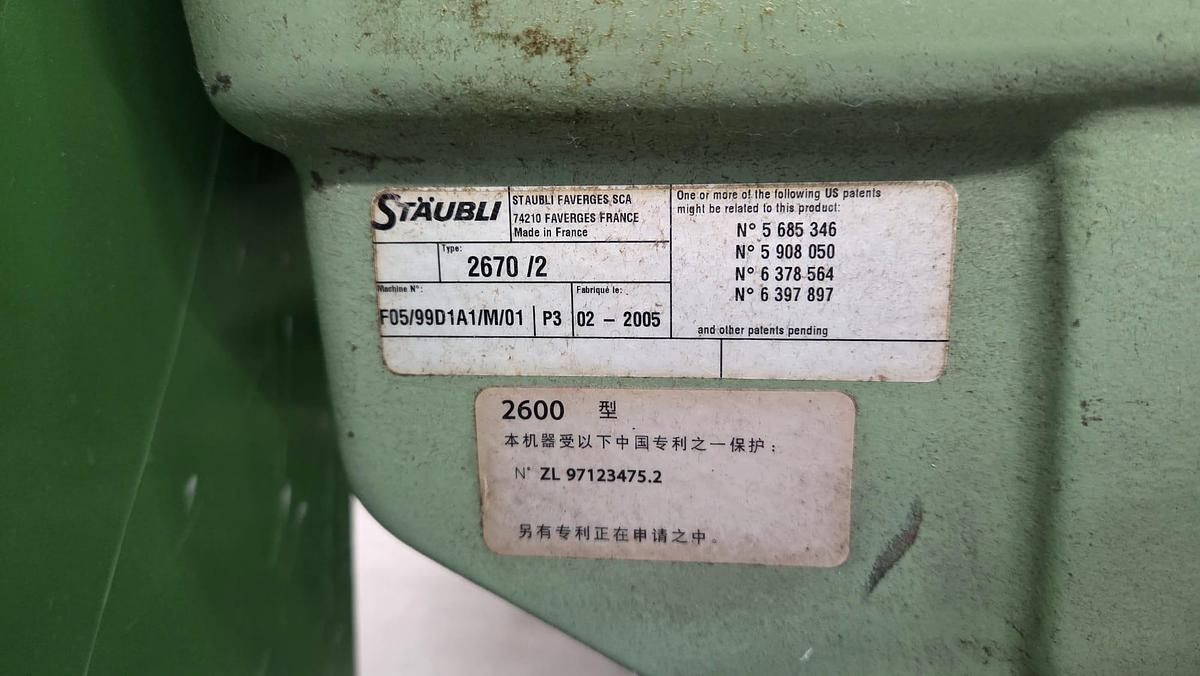 STÄUBLI
STAUBLI FAVERGES SCA
74210 FAVERGES FRANCE
Made in France
Type:
2670 /2
Machine N°:
Fabriqué le:
F05/99D1A1/M/01 P3 02 – 2005
One or more of the following US patents
might be related to this product:
N° 5 685 346
N° 5 908 050
N° 6 378 564
N° 6 397 897
and other patents pending
2600 型
本机器受以下中国专利之一保护：
N° ZL 97123475.2
另有专利正在申请之中。